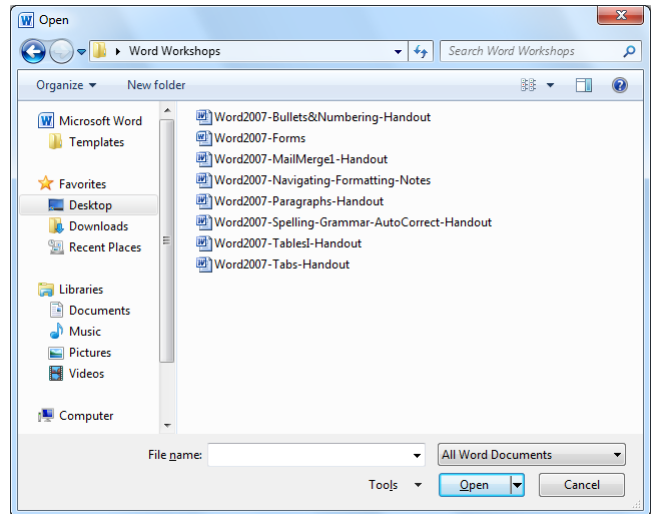 Open
Word Workshops
Search Word Workshops
Organize
New folder
Microsoft Word
Templates
Favorites
Desktop
Downloads
Recent Places
Libraries
Documents
Music
Pictures
Videos
Computer
Word2007-Bullets&Numbering-Handout
Word2007-Forms
Word2007-MailMerge1-Handout
Word2007-Navigating-Formatting-Notes
Word2007-Paragraphs-Handout
Word2007-Spelling-Grammar-AutoCorrect-Handout
Word2007-TablesI-Handout
Word2007-Tabs-Handout
File name:
All Word Documents
Tools
Open
Cancel